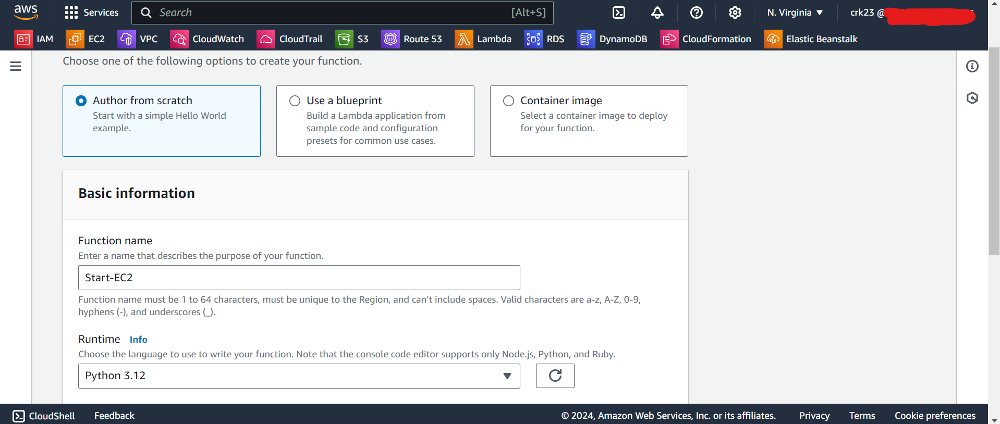 aws
Services
Search
[Alt+S]
N. Virginia
crk23 @
IAM
EC2
VPC
CloudWatch
CloudTrail
S3
Route 53
Lambda
RDS
DynamoDB
CloudFormation
Elastic Beanstalk
Choose one of the following options to create your function.
Author from scratch
Start with a simple Hello World
example.
Use a blueprint
Build a Lambda application from
sample code and configuration
presets for common use cases.
Container image
Select a container image to deploy
for your function.
Basic information
Function name
Enter a name that describes the purpose of your function.
Start-EC2
Function name must be 1 to 64 characters, must be unique to the Region, and can’t include spaces. Valid characters are a-z, A-Z, 0-9,
hyphens (-), and underscores (_).
Runtime Info
Choose the language to use to write your function. Note that the console code editor supports only Node.js, Python, and Ruby.
Python 3.12
CloudShell
Feedback
© 2024, Amazon Web Services, Inc. or its affiliates.
Privacy
Terms
Cookie preferences